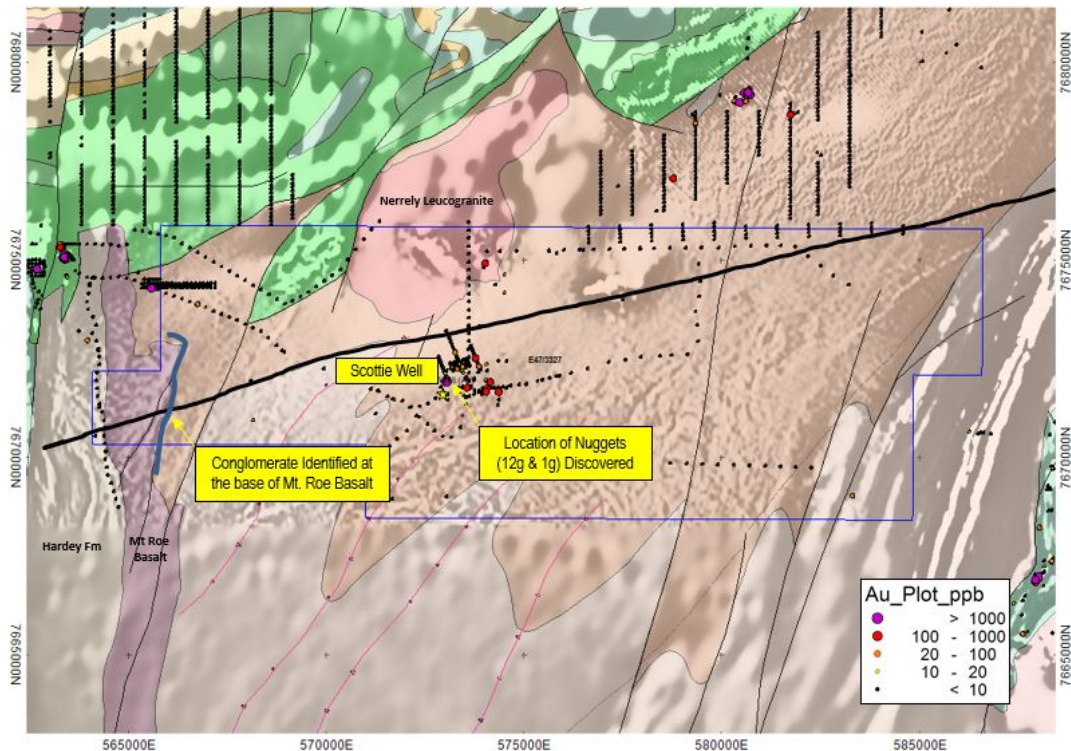 7680000N
7680000N
Nerrely Leucogranite
7675000N
7675000N
E47/3327
Scottie Well
Location of Nuggets
(12g & 1g) Discovered
Conglomerate Identified at
the base of Mt. Roe Basalt
7670000N
7670000N
Hardey Fm
Mt Roe
Basalt
Au_Plot_ppb
> 1000
100 - 1000
20 - 100
10 - 20
< 10
7665000N
7665000N
565000E
570000E
575000E
580000E
585000E